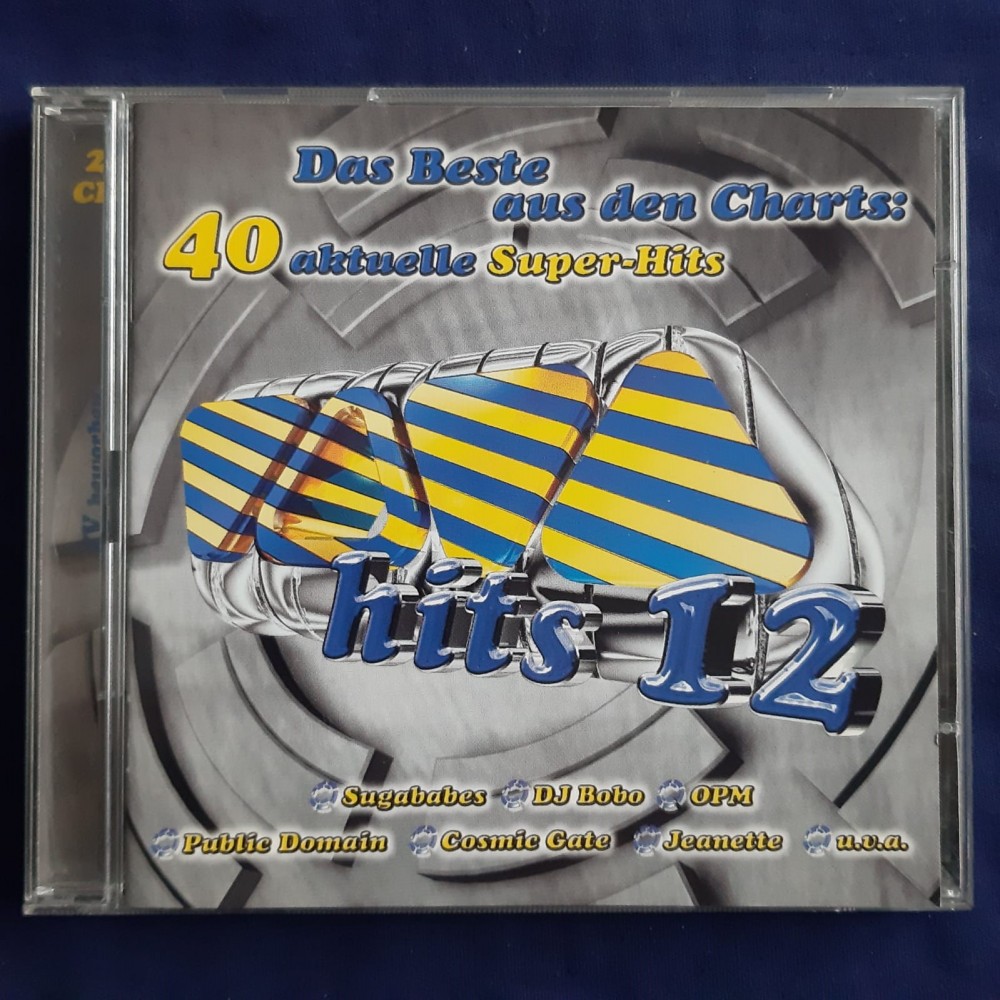 Das Beste
aus den Charts:
40 aktuelle Super-Hits
hits 12
Sugababes DJ Bobo OPM
Public Domain Cosmic Gate Jeanette u.v.a.
2